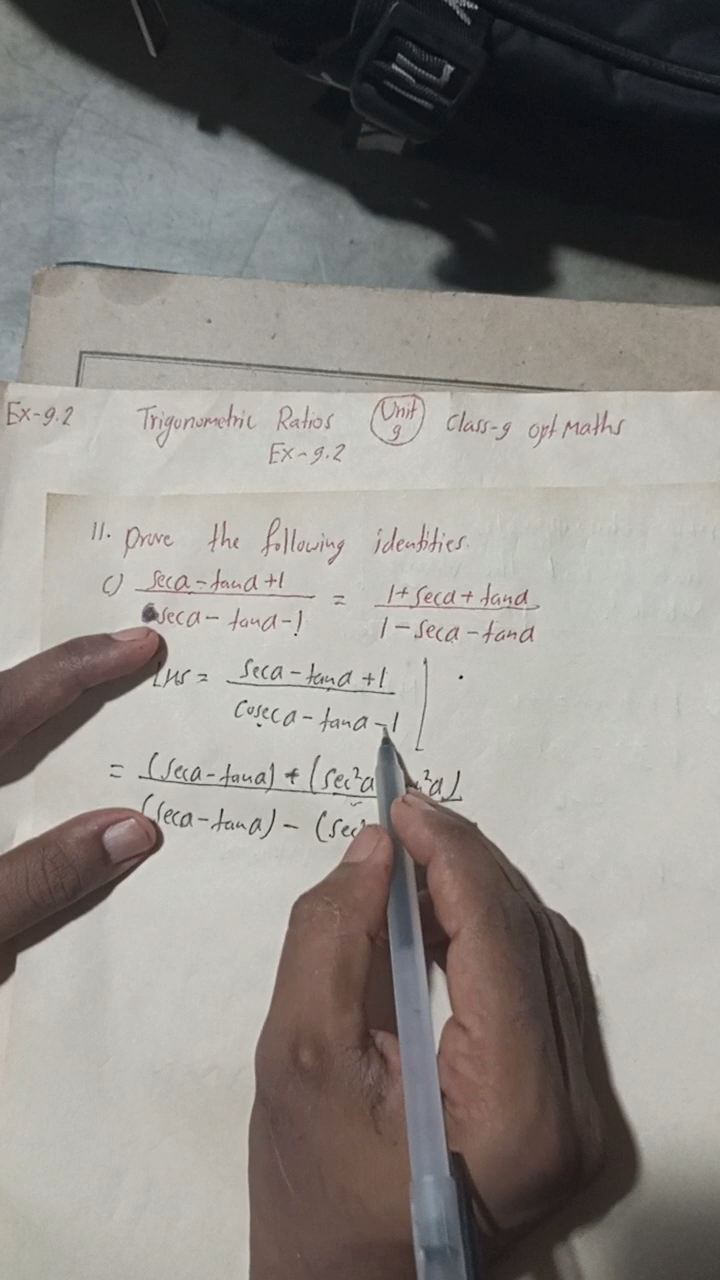 Ex-9.2 Trigonometric Ratios Unit 9 Class-9 opt Maths
Ex-9.2
11. prove the following identities.
c) (seca - tana + 1)/(seca - tana - 1) = (1 + seca + tana)/(1 - seca - tana)
LHS = (seca - tana + 1)/(coseca - tana - 1)
= (seca - tana) + (sec²a ²a)/(seca - tana) - (sec